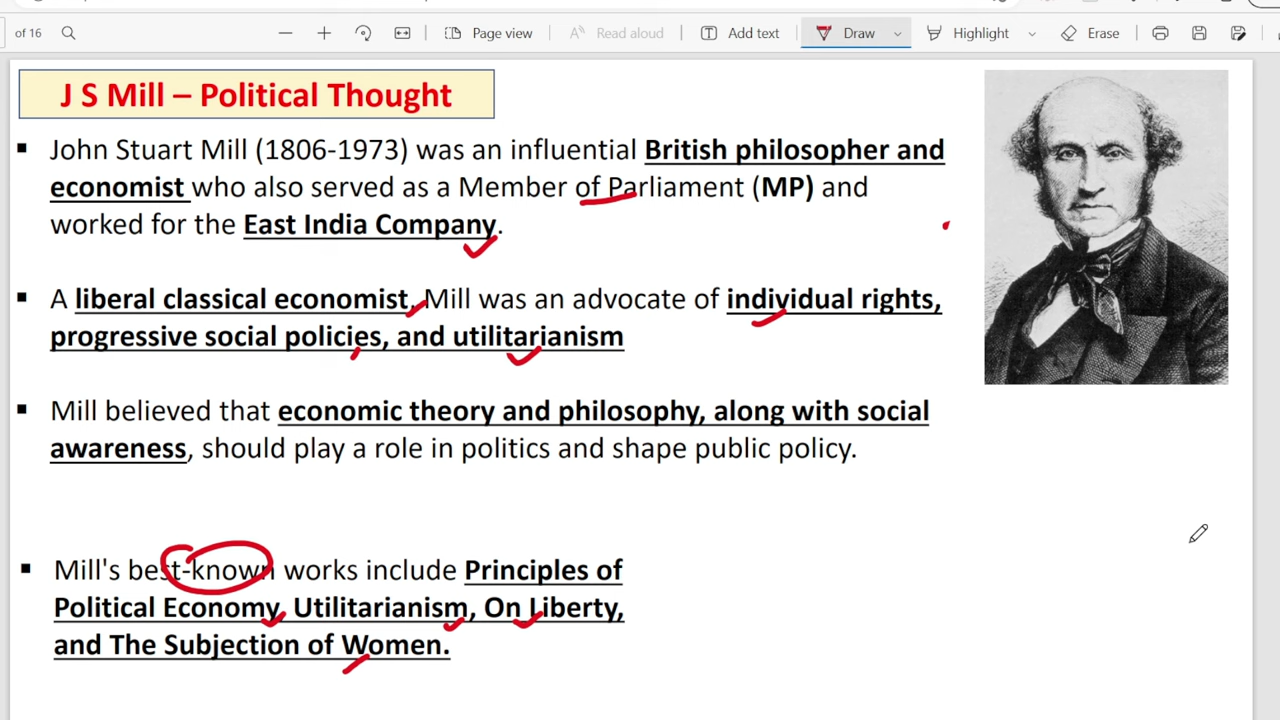 of 16
Page view
Read aloud
Add text
Draw
Highlight
Erase
J S Mill – Political Thought
▪ John Stuart Mill (1806-1973) was an influential British philosopher and
economist who also served as a Member of Parliament (MP) and
worked for the East India Company.
▪ A liberal classical economist, Mill was an advocate of individual rights,
progressive social policies, and utilitarianism
▪ Mill believed that economic theory and philosophy, along with social
awareness, should play a role in politics and shape public policy.
▪ Mill's best-known works include Principles of
Political Economy, Utilitarianism, On Liberty,
and The Subjection of Women.